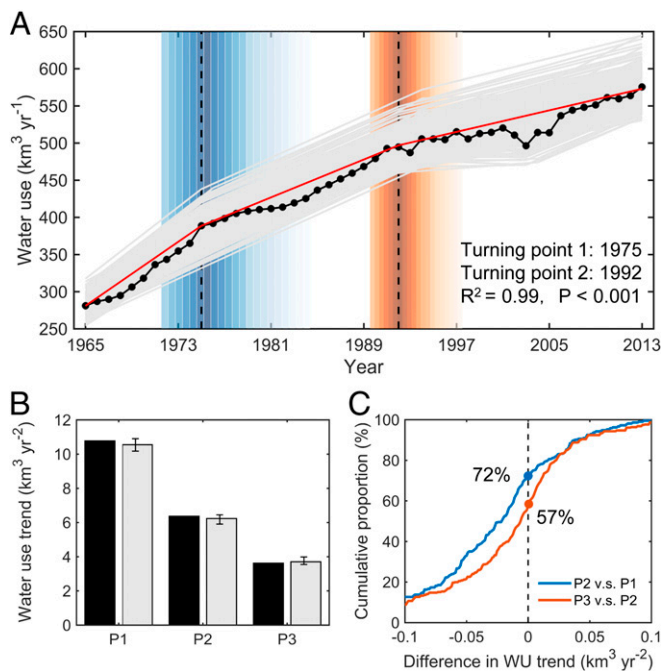 A
650
600
550
500
450
400
350
300
250
Water use (km³ yr⁻¹)
Turning point 1: 1975
Turning point 2: 1992
R² = 0.99, P < 0.001
1965 1973 1981 1989 1997 2005 2013
Year
B
12
10
8
6
4
2
0
Water use trend (km³ yr⁻²)
P1 P2 P3
C
100
80
60
40
20
0
Cumulative proportion (%)
72%
57%
P2 v.s. P1
P3 v.s. P2
-0.1 -0.05 0 0.05 0.1
Difference in WU trend (km³ yr⁻²)